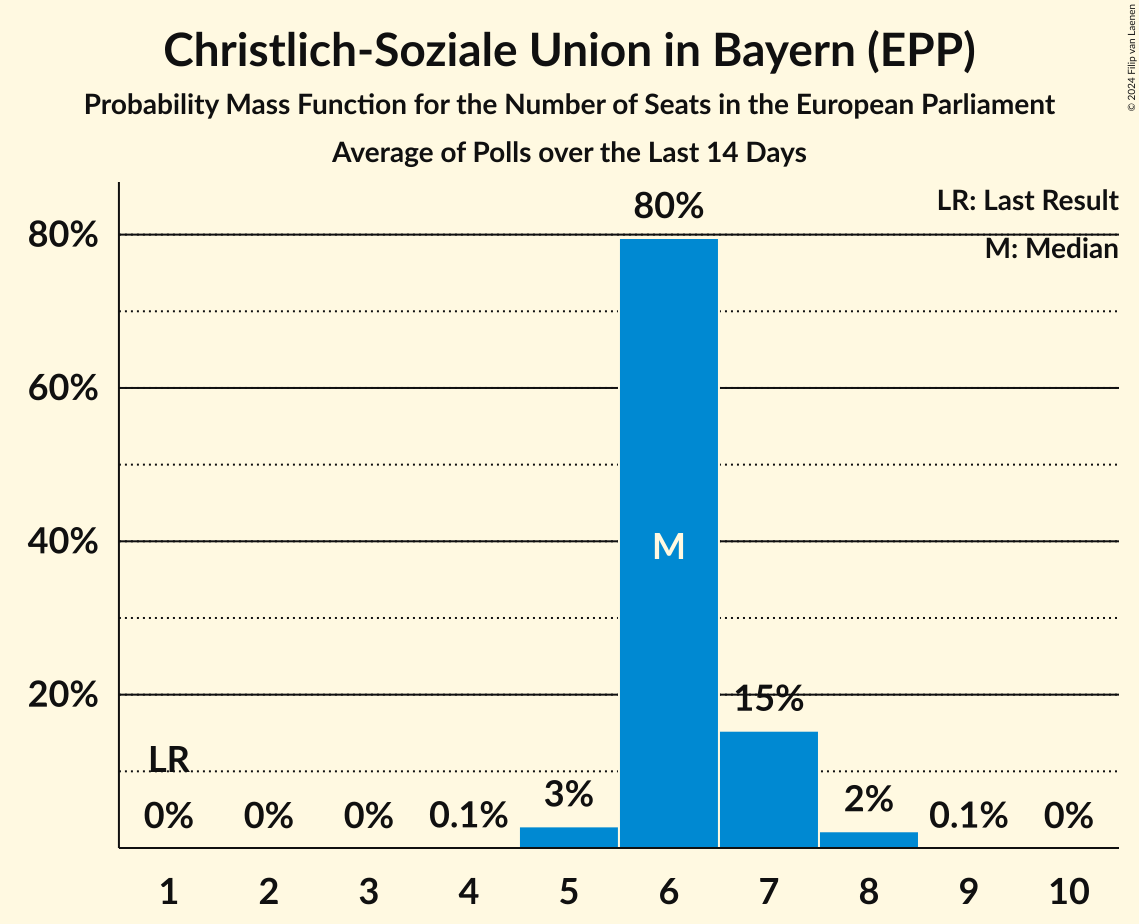 Christlich-Soziale Union in Bayern (EPP)
Probability Mass Function for the Number of Seats in the European Parliament
Average of Polls over the Last 14 Days
© 2024 Filip van Laenen
LR: Last Result
M: Median
80%
60%
40%
20%
LR
0%
0%
0%
0.1%
3%
80%
M
15%
2%
0.1%
0%
1 2 3 4 5 6 7 8 9 10